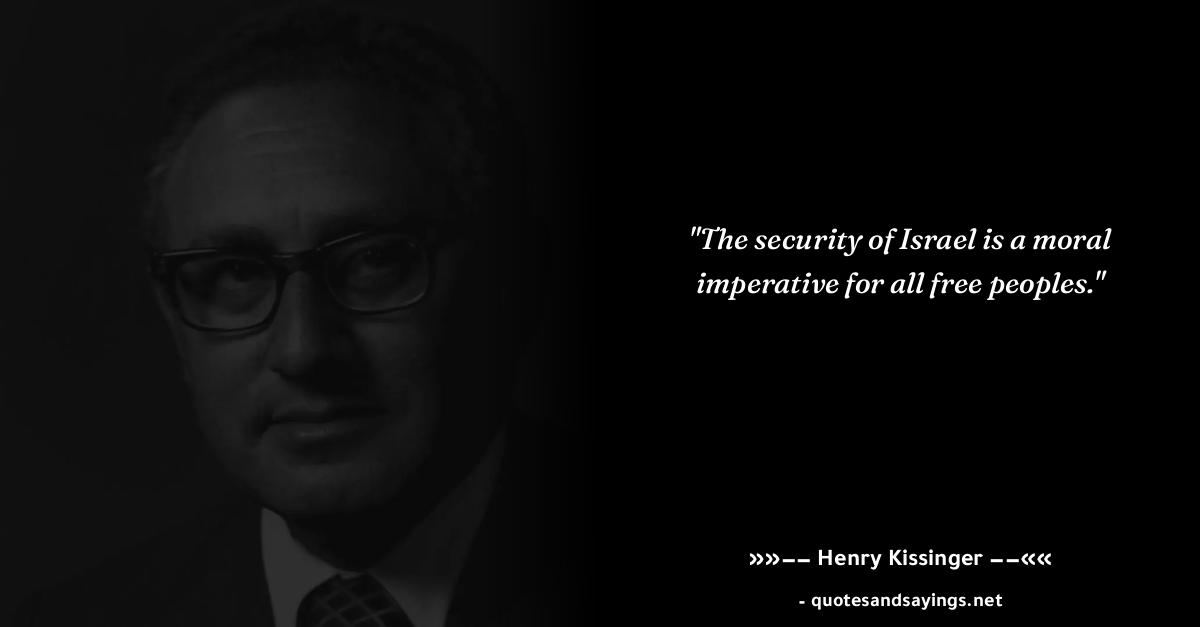 "The security of Israel is a moral
imperative for all free peoples."
»»−− Henry Kissinger −−««
- quotesandsayings.net